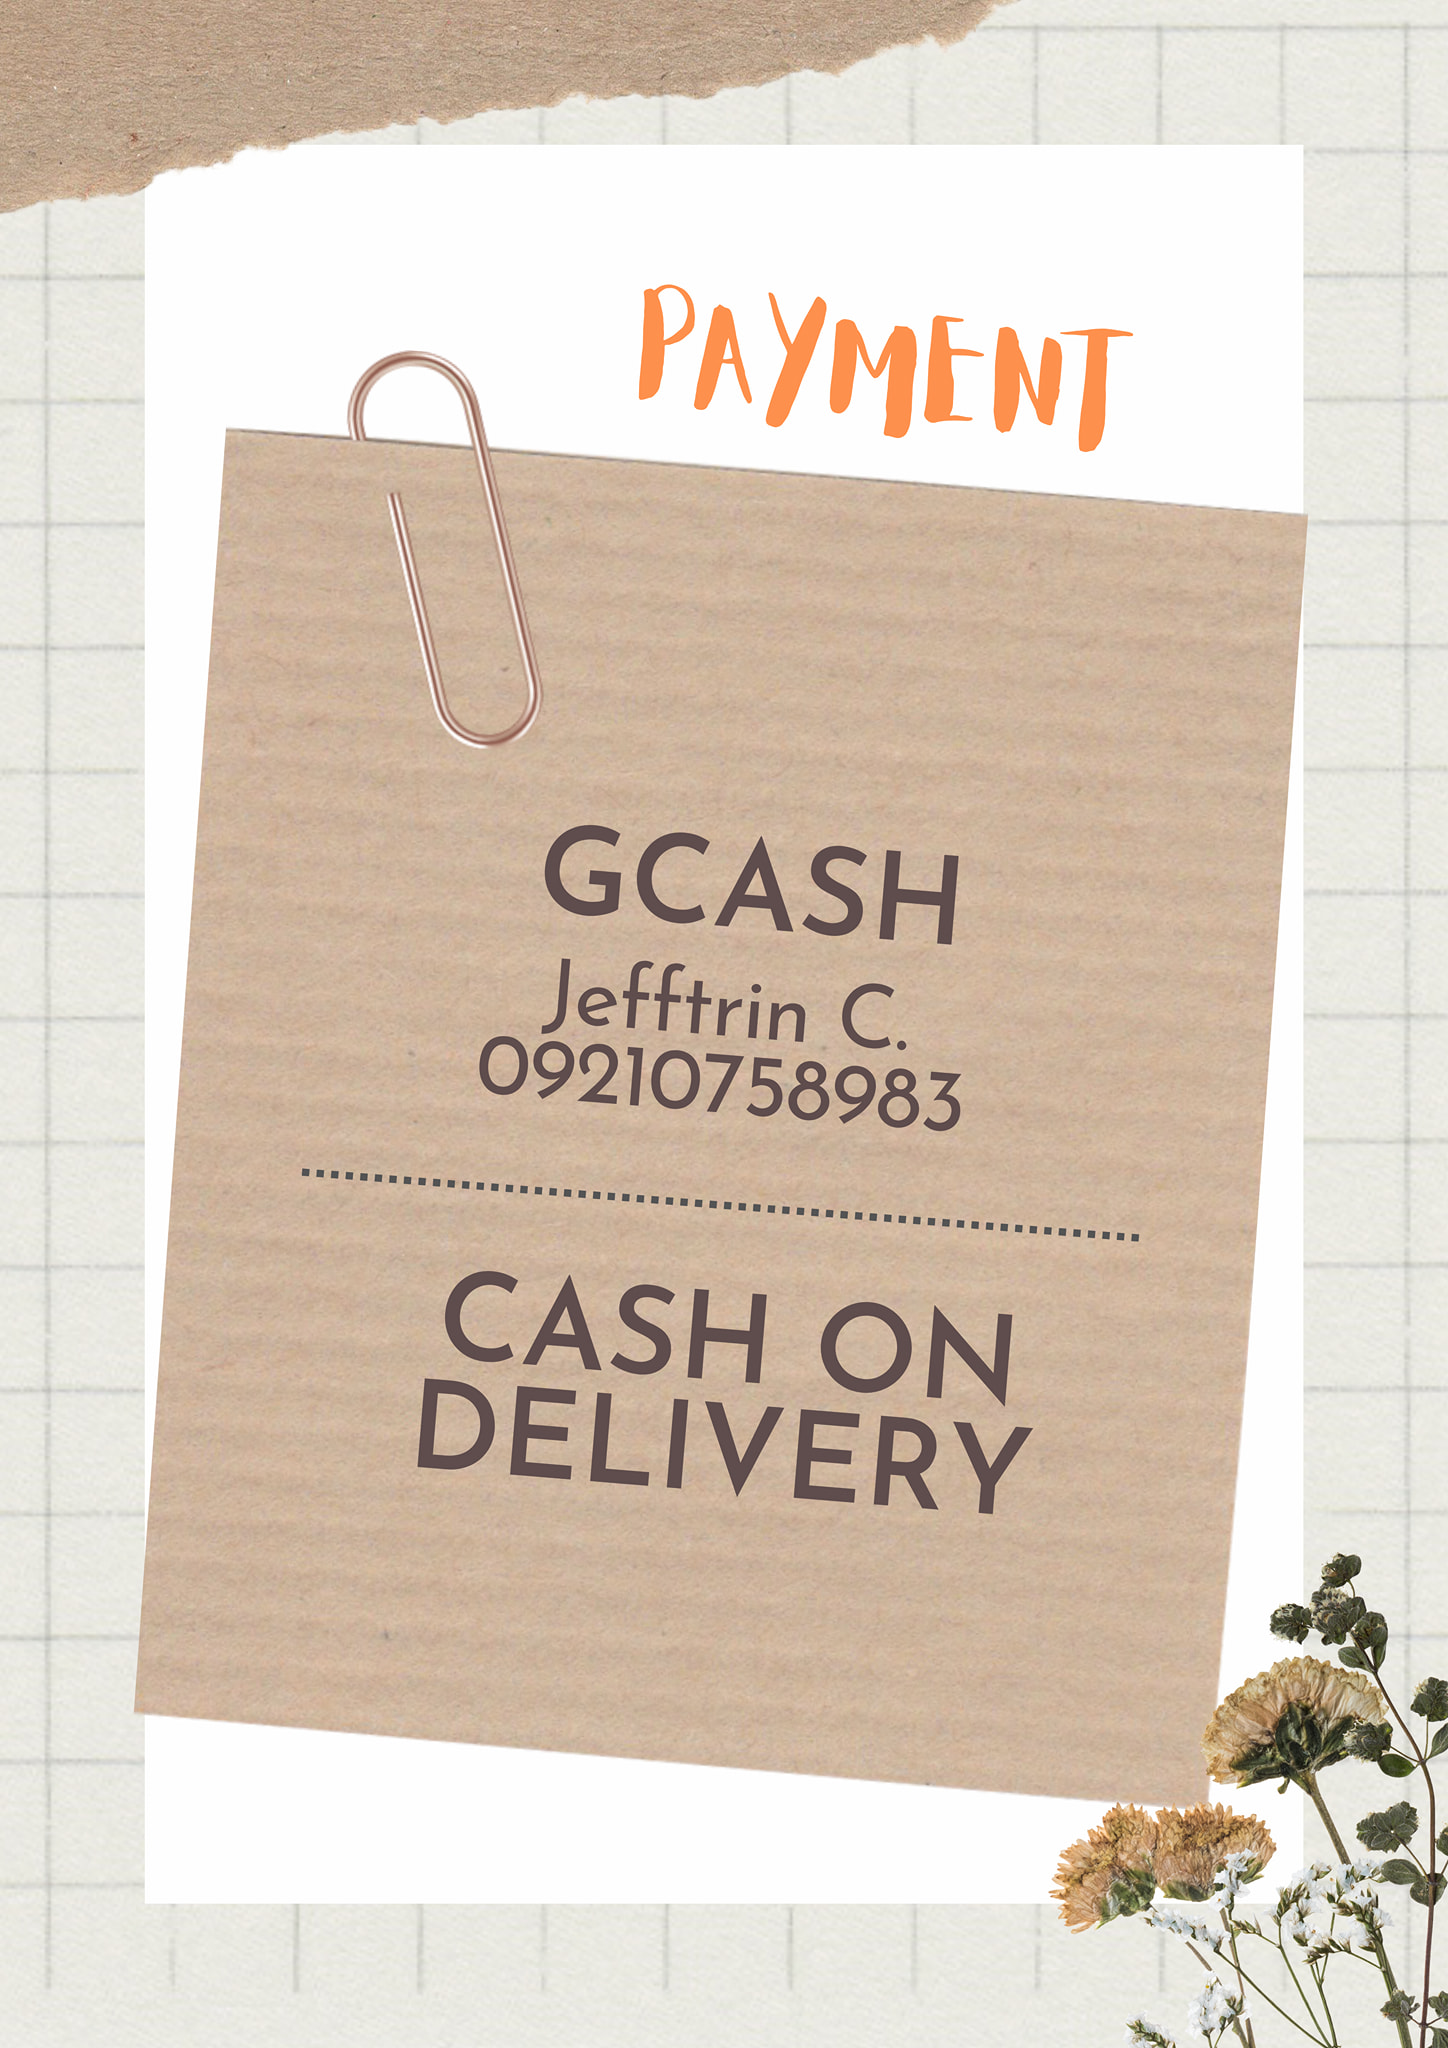 PAYMENT
GCASH
Jefftrin C.
09210758983
CASH ON
DELIVERY